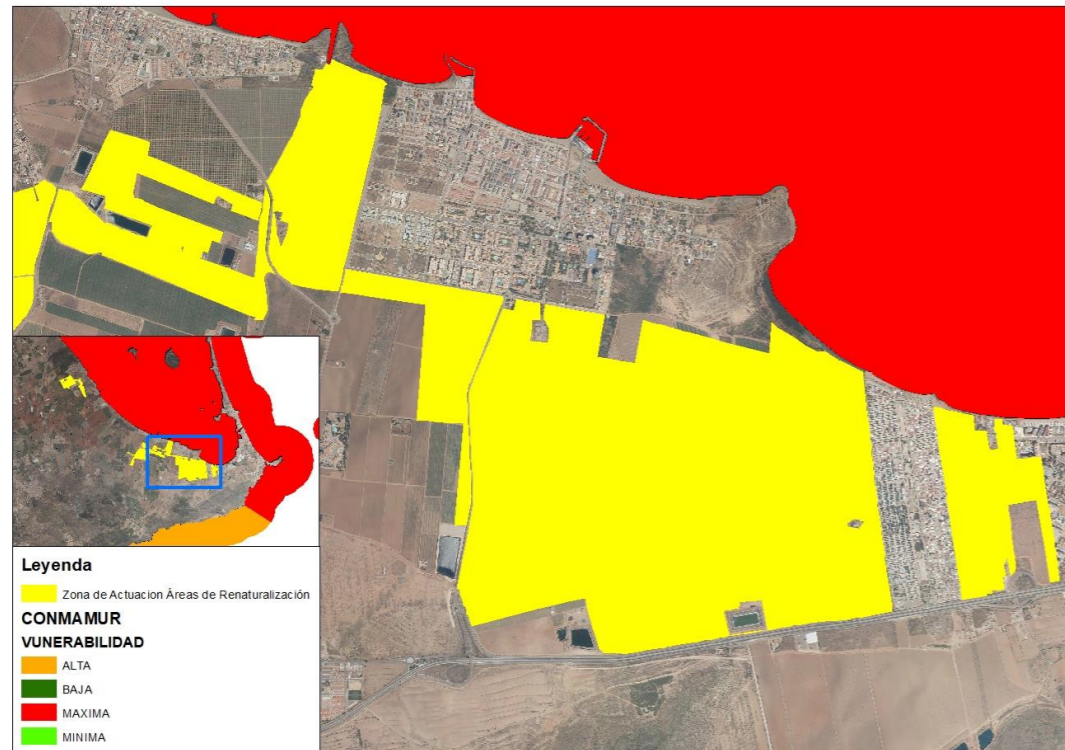 Leyenda
Zona de Actuacion Áreas de Renaturalización
CONMAMUR
VUNERABILIDAD
ALTA
BAJA
MAXIMA
MINIMA